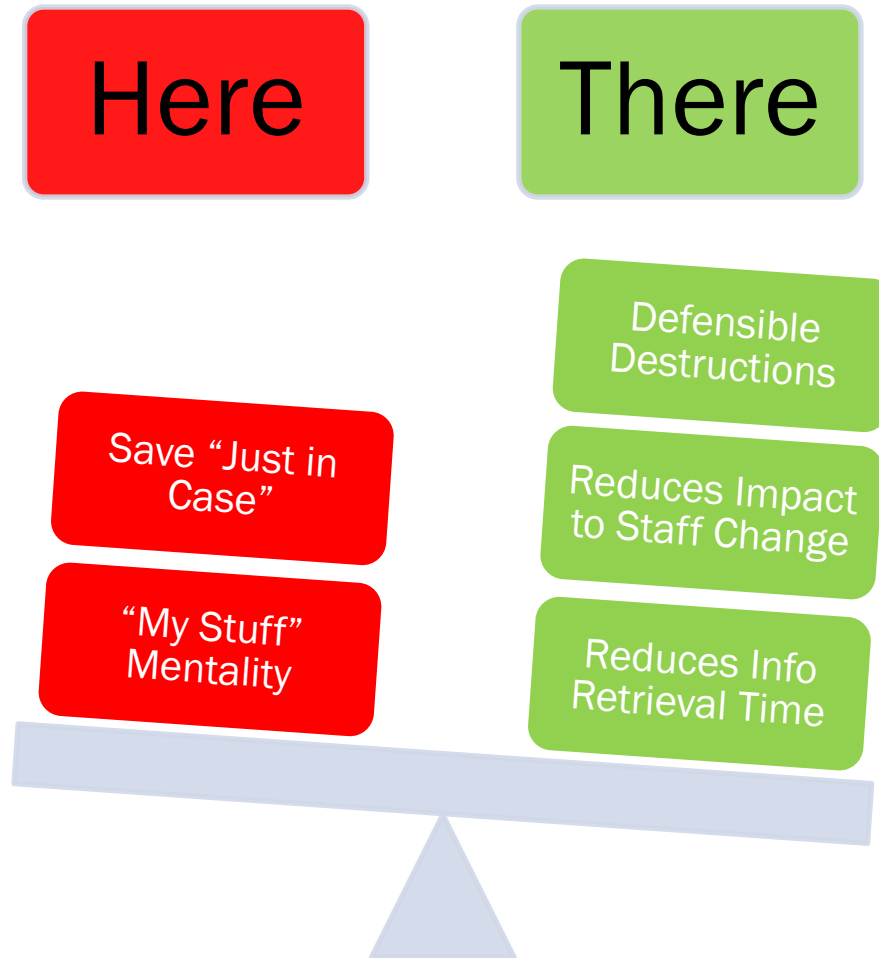 Here
There
Save “Just in
Case”
“My Stuff”
Mentality
Defensible
Destructions
Reduces Impact
to Staff Change
Reduces Info
Retrieval Time